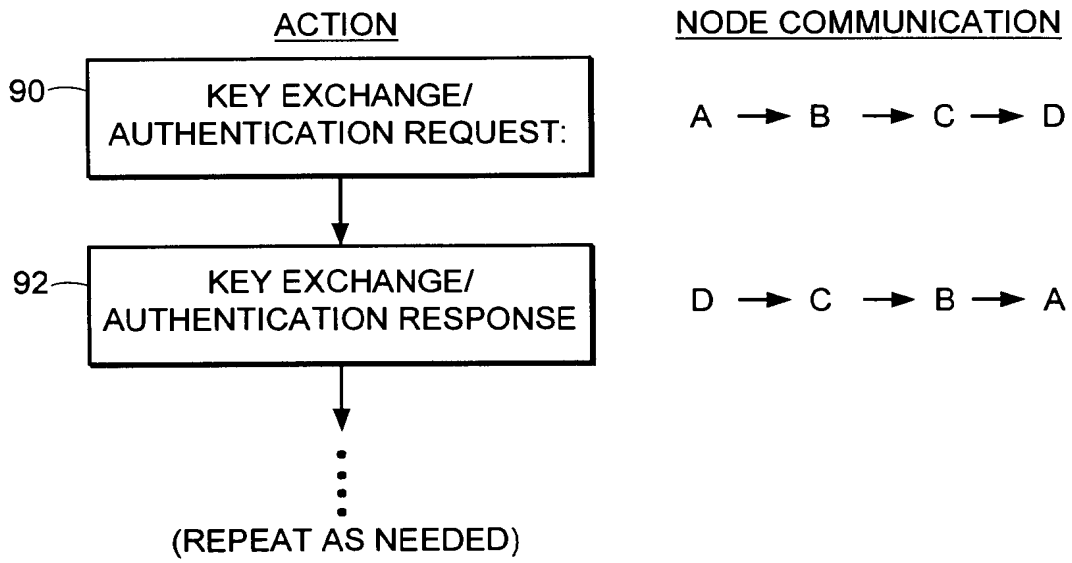 ACTION
NODE COMMUNICATION
90
KEY EXCHANGE/
AUTHENTICATION REQUEST:
A → B → C → D
92
KEY EXCHANGE/
AUTHENTICATION RESPONSE
D → C → B → A
(REPEAT AS NEEDED)